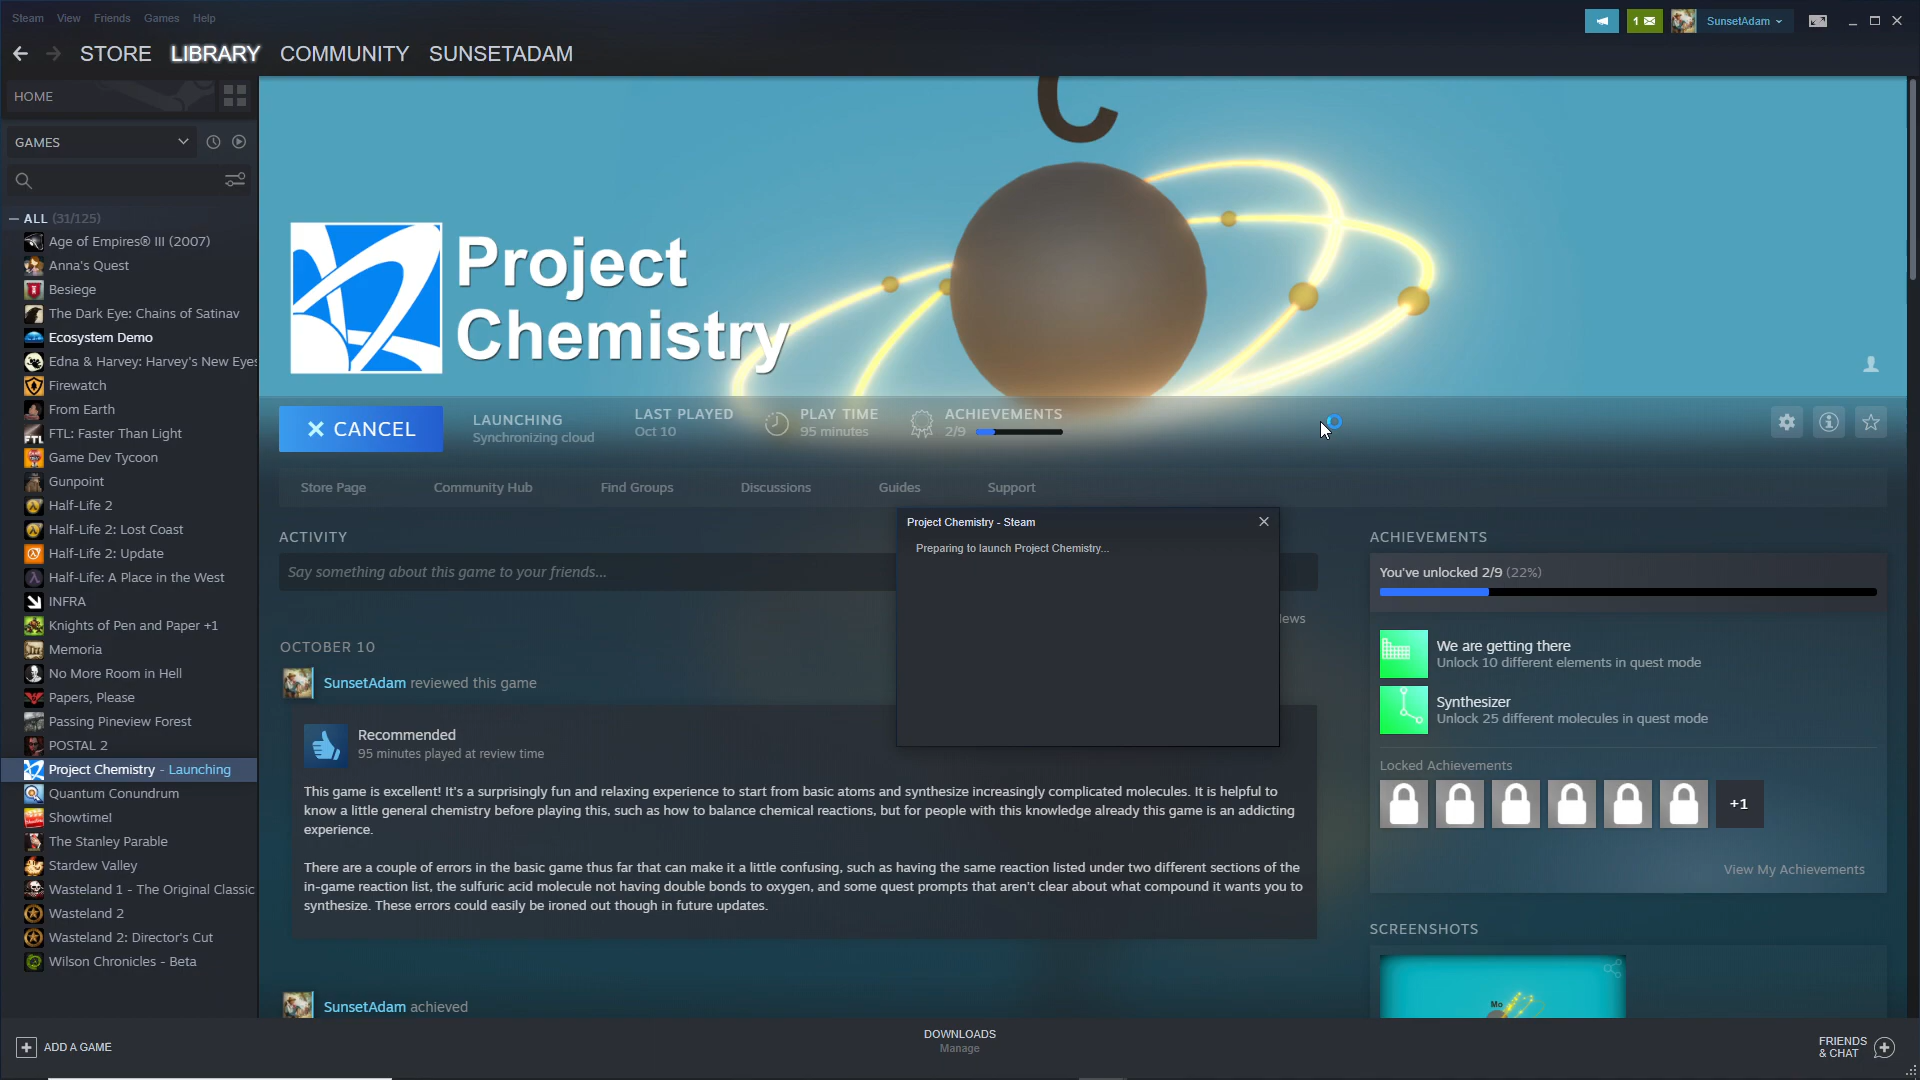 Steam View Friends Games Help
1 SunsetAdam
STORE LIBRARY COMMUNITY SUNSETADAM
HOME
GAMES
ALL (31/125)
Age of Empires® III (2007)
Anna's Quest
Besiege
The Dark Eye: Chains of Satinav
Ecosystem Demo
Edna & Harvey: Harvey's New Eyes
Firewatch
From Earth
FTL: Faster Than Light
Game Dev Tycoon
Gunpoint
Half-Life 2
Half-Life 2: Lost Coast
Half-Life 2: Update
Half-Life: A Place in the West
INFRA
Knights of Pen and Paper +1
Memoria
No More Room in Hell
Papers, Please
Passing Pineview Forest
POSTAL 2
Project Chemistry - Launching
Quantum Conundrum
Showtime!
The Stanley Parable
Stardew Valley
Wasteland 1 - The Original Classic
Wasteland 2
Wasteland 2: Director's Cut
Wilson Chronicles - Beta
ADD A GAME
C
Project
Chemistry
CANCEL
LAUNCHING
Synchronizing cloud
LAST PLAYED
Oct 10
PLAY TIME
95 minutes
ACHIEVEMENTS
2/9
Store Page Community Hub Find Groups Discussions Guides Support
ACTIVITY
Say something about this game to your friends...
Project Chemistry - Steam
Preparing to launch Project Chemistry...
OCTOBER 10
SunsetAdam reviewed this game
Recommended
95 minutes played at review time
This game is excellent! It's a surprisingly fun and relaxing experience to start from basic atoms and synthesize increasingly complicated molecules. It is helpful to
know a little general chemistry before playing this, such as how to balance chemical reactions, but for people with this knowledge already this game is an addicting
experience.
There are a couple of errors in the basic game thus far that can make it a little confusing, such as having the same reaction listed under two different sections of the
in-game reaction list, the sulfuric acid molecule not having double bonds to oxygen, and some quest prompts that aren't clear about what compound it wants you to
synthesize. These errors could easily be ironed out though in future updates.
SunsetAdam achieved
ACHIEVEMENTS
You've unlocked 2/9 (22%)
We are getting there
Unlock 10 different elements in quest mode
Synthesizer
Unlock 25 different molecules in quest mode
Locked Achievements
+1
View My Achievements
SCREENSHOTS
Mo
DOWNLOADS
Manage
FRIENDS
& CHAT